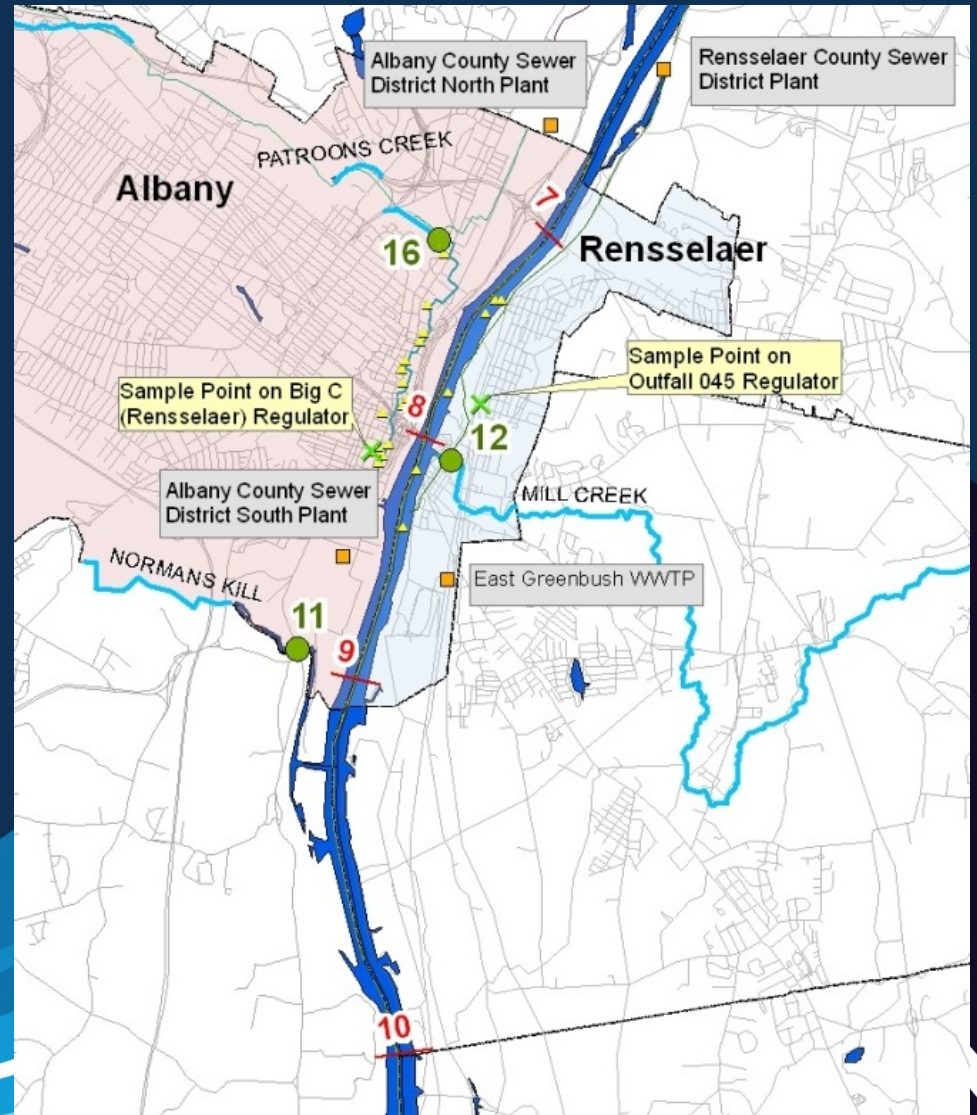 Albany County Sewer
District North Plant
Rensselaer County Sewer
District Plant
PATROONS CREEK
Albany
7
16
Rensselaer
Sample Point on
Outfall 045 Regulator
Sample Point on Big C
(Rensselaer) Regulator
8
12
Albany County Sewer
District South Plant
MILL CREEK
NORMANS KILL
East Greenbush WWTP
11
9
10